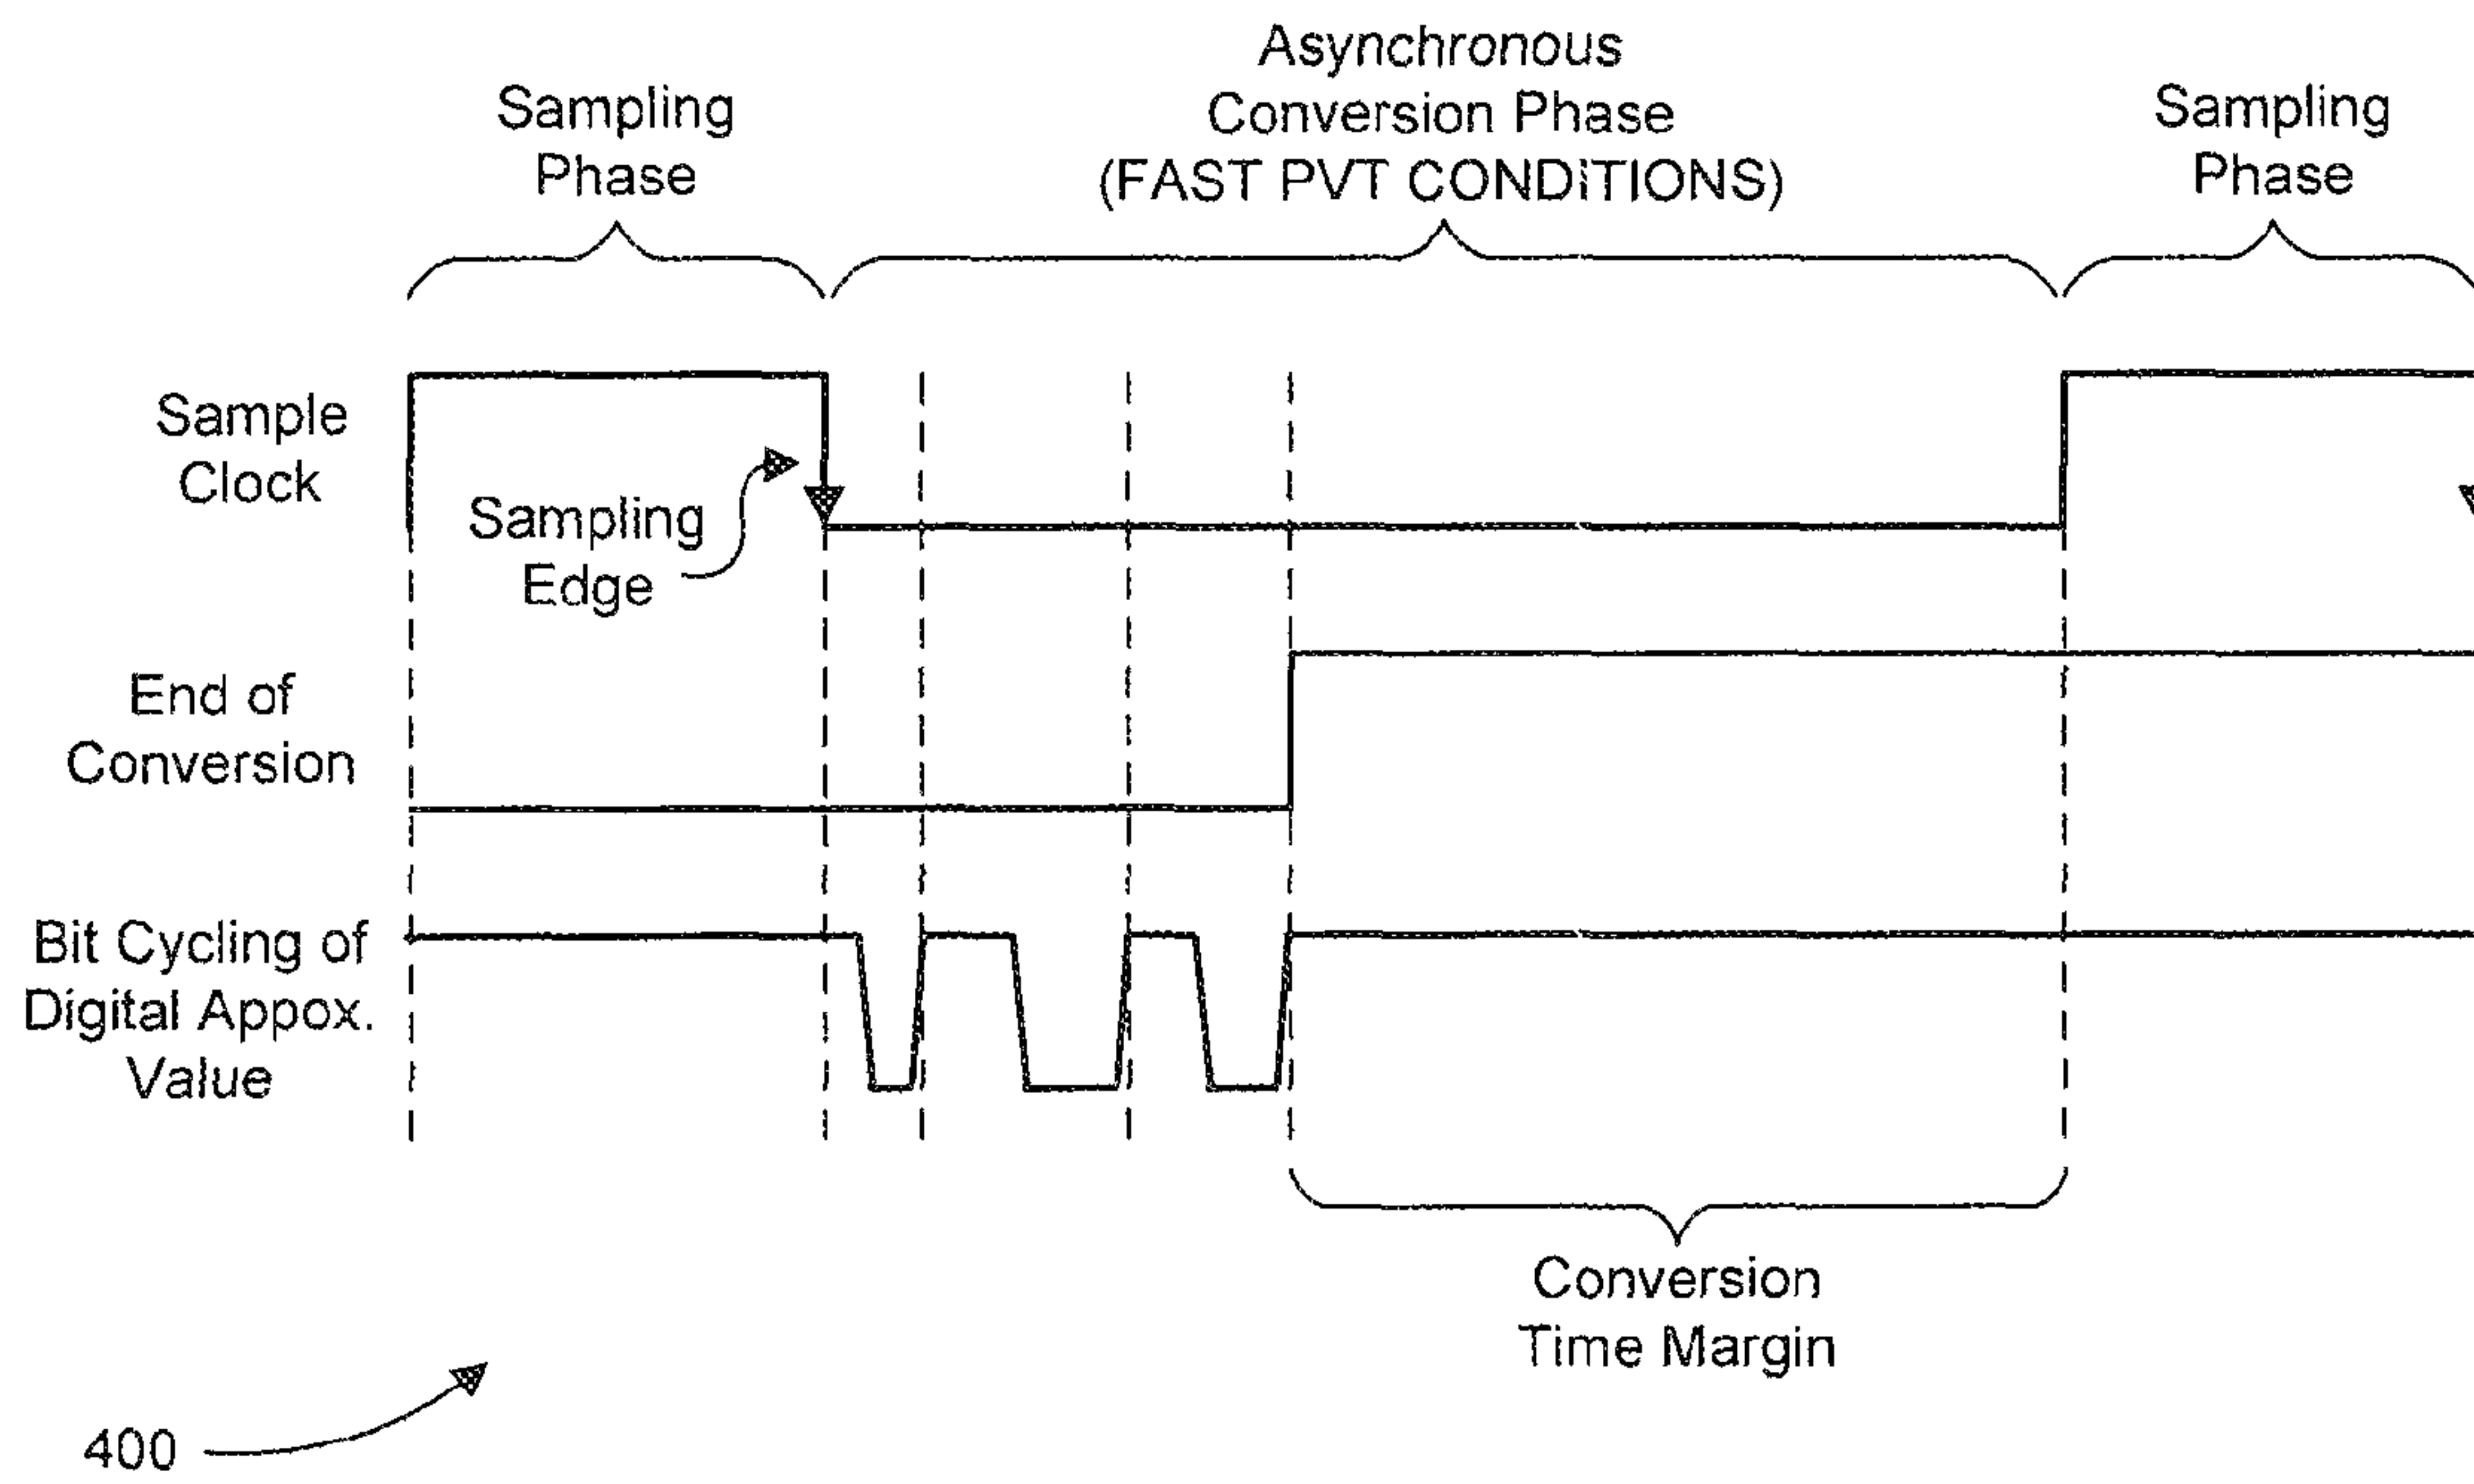 Asynchronous
Conversion Phase
(FAST PVT CONDITIONS)
Sampling
Phase
Sampling
Phase
Sample
Clock
Sampling
Edge
End of
Conversion
Bit Cycling of
Digital Appox.
Value
Conversion
Time Margin
400